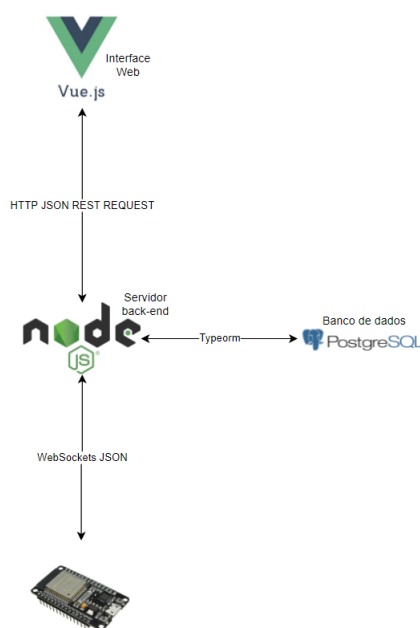 Interface
Web
Vue.js
HTTP JSON REST REQUEST
Servidor
back-end
node
JS
Typeorm
Banco de dados
PostgreSQL
WebSockets JSON